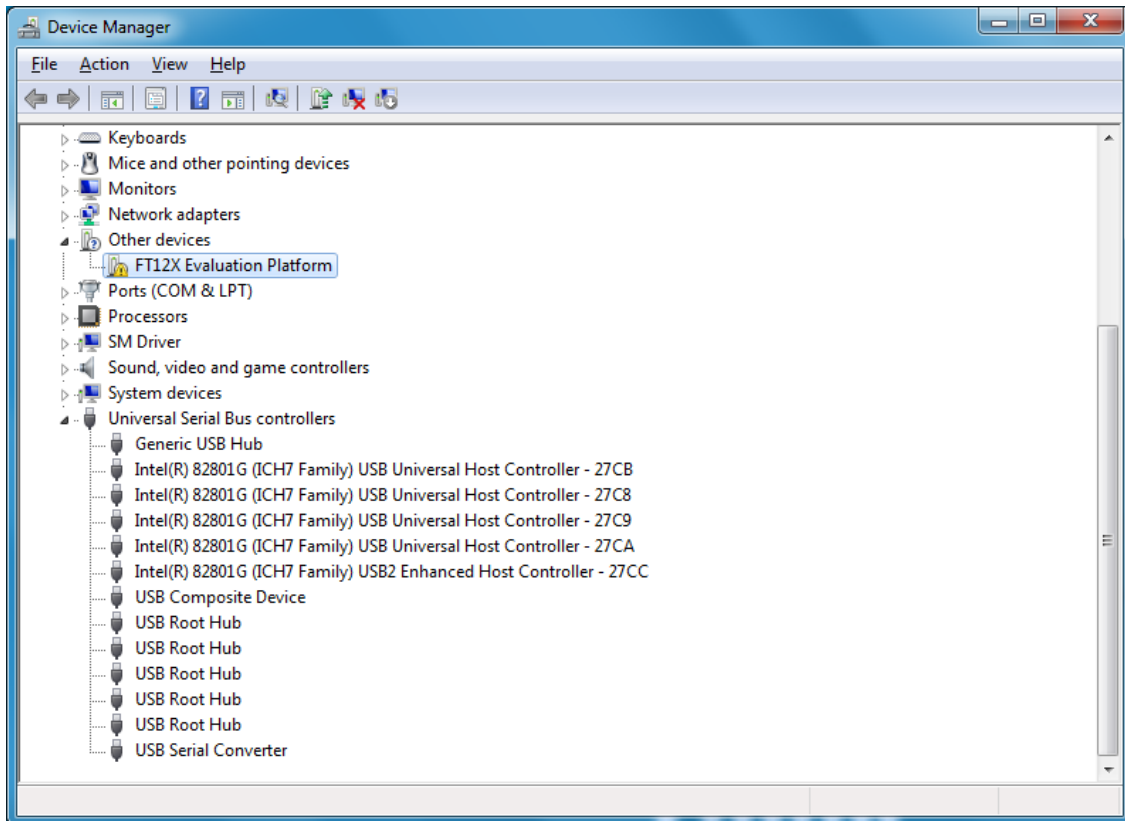 Device Manager
File Action View Help
Keyboards
Mice and other pointing devices
Monitors
Network adapters
Other devices
FT12X Evaluation Platform
Ports (COM & LPT)
Processors
SM Driver
Sound, video and game controllers
System devices
Universal Serial Bus controllers
Generic USB Hub
Intel(R) 82801G (ICH7 Family) USB Universal Host Controller - 27CB
Intel(R) 82801G (ICH7 Family) USB Universal Host Controller - 27C8
Intel(R) 82801G (ICH7 Family) USB Universal Host Controller - 27C9
Intel(R) 82801G (ICH7 Family) USB Universal Host Controller - 27CA
Intel(R) 82801G (ICH7 Family) USB2 Enhanced Host Controller - 27CC
USB Composite Device
USB Root Hub
USB Root Hub
USB Root Hub
USB Root Hub
USB Root Hub
USB Serial Converter